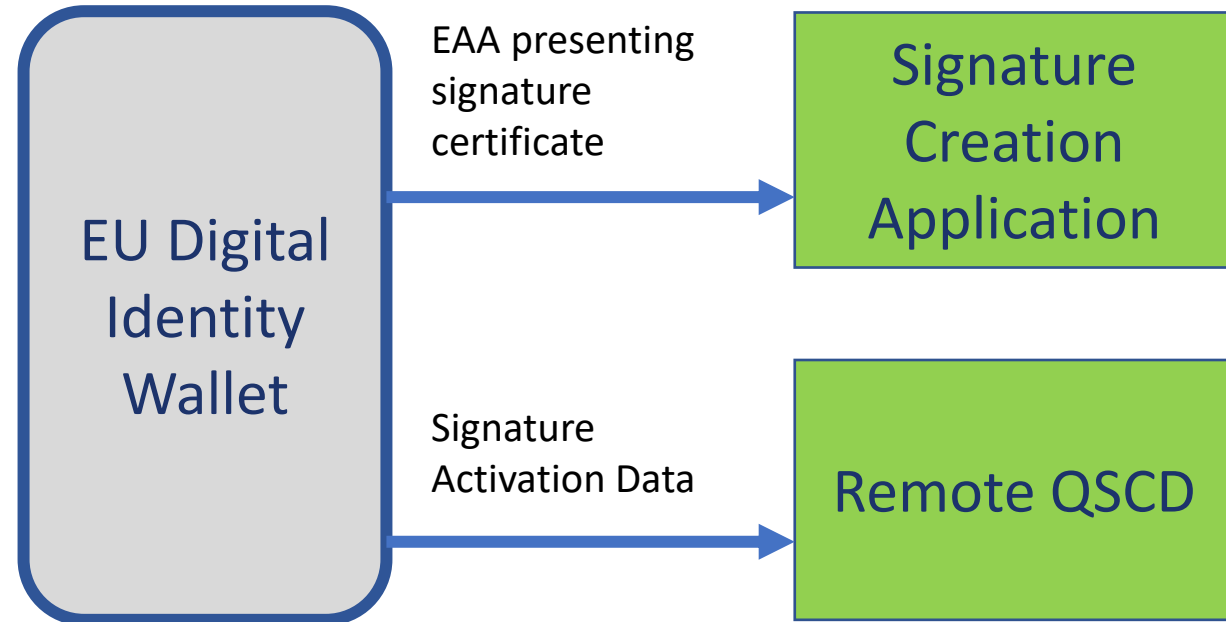 EU Digital
Identity
Wallet
EAA presenting
signature
certificate
Signature
Creation
Application
Signature
Activation Data
Remote QSCD